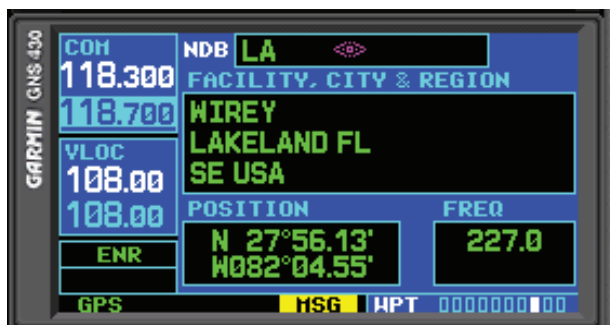 GARMIN GNS 430
COM
118.300
118.700
VLOC
108.00
108.00
ENR
GPS
NDB LA
FACILITY, CITY & REGION
WIREY
LAKELAND FL
SE USA
POSITION
N 27°56.13'
W082°04.55'
FREQ
227.0
MSG WPT